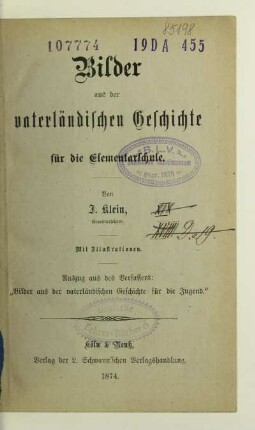 85198
107774
19DA 455
Bilder
aus der
vaterländischen Geschichte
für die Elementarschule.
Von
J. Klein,
Mit Illustrationen.
Auszug aus des Verfassers:
„Bilder aus der vaterländischen Geschichte für die Jugend."
Köln & Neuß,
Verlag der L. Schwann'schen Verlagshandlung.
1874.